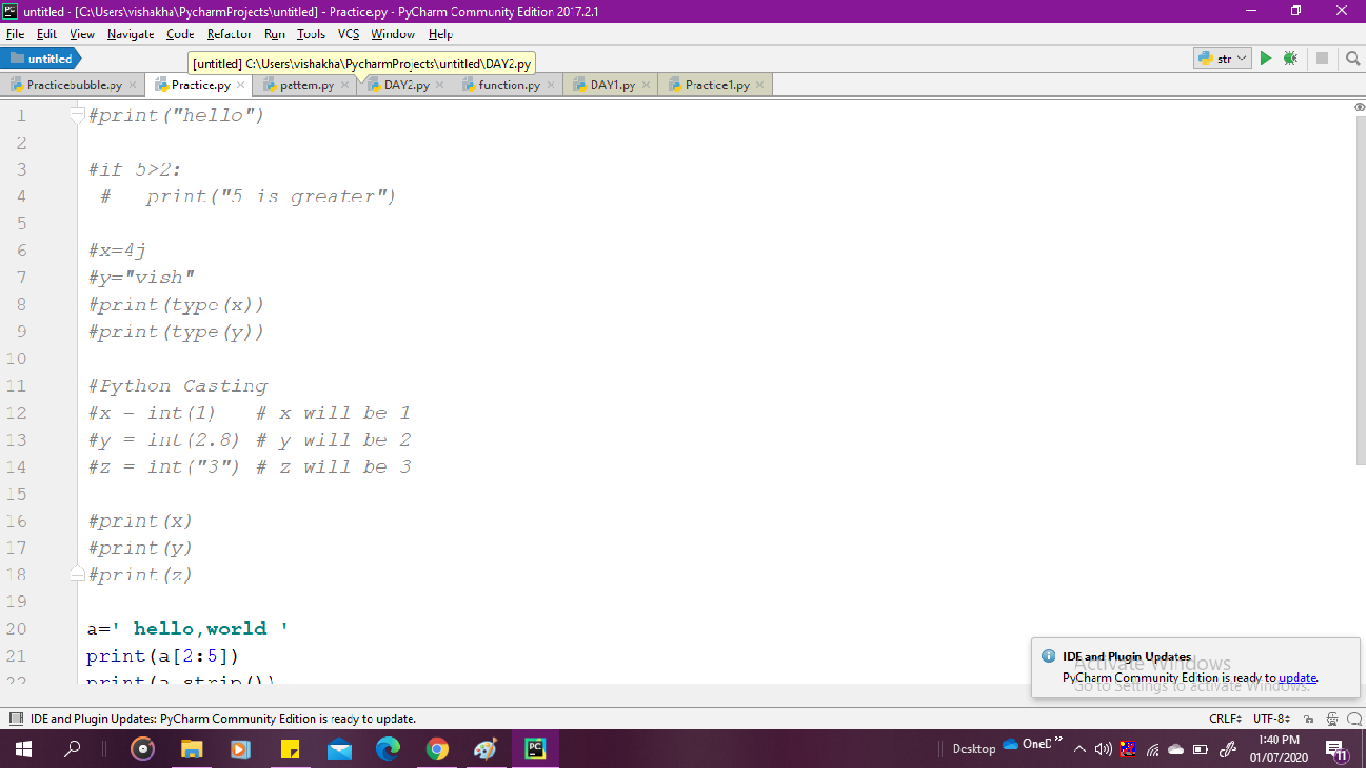 untitled - [C:\Users\vishakha\PycharmProjects\untitled] - Practice.py - PyCharm Community Edition 2017.2.1
File Edit View Navigate Code Refactor Run Tools VCS Window Help
untitled
[untitled] C:\Users\vishakha\PycharmProjects\untitled\DAY2.py
str
Practicebubble.py Practice.py pattern.py DAY2.py function.py DAY1.py Practice1.py
1 #print("hello")
2
3 #if 5>2:
4 #   print("5 is greater")
5
6 #x=4j
7 #y="vish"
8 #print(type(x))
9 #print(type(y))
10
11 #Python Casting
12 #x = int(1)   # x will be 1
13 #y = int(2.8) # y will be 2
14 #z = int("3") # z will be 3
15
16 #print(x)
17 #print(y)
18 #print(z)
19
20 a=' hello,world '
21 print(a[2:5])
22 print(a.strip())
IDE and Plugin Updates
Activate Windows
PyCharm Community Edition is ready to update.
Go to Settings to activate Windows.
IDE and Plugin Updates: PyCharm Community Edition is ready to update.
CRLF UTF-8
PC
Desktop OneD
1:40 PM
01/07/2020
11